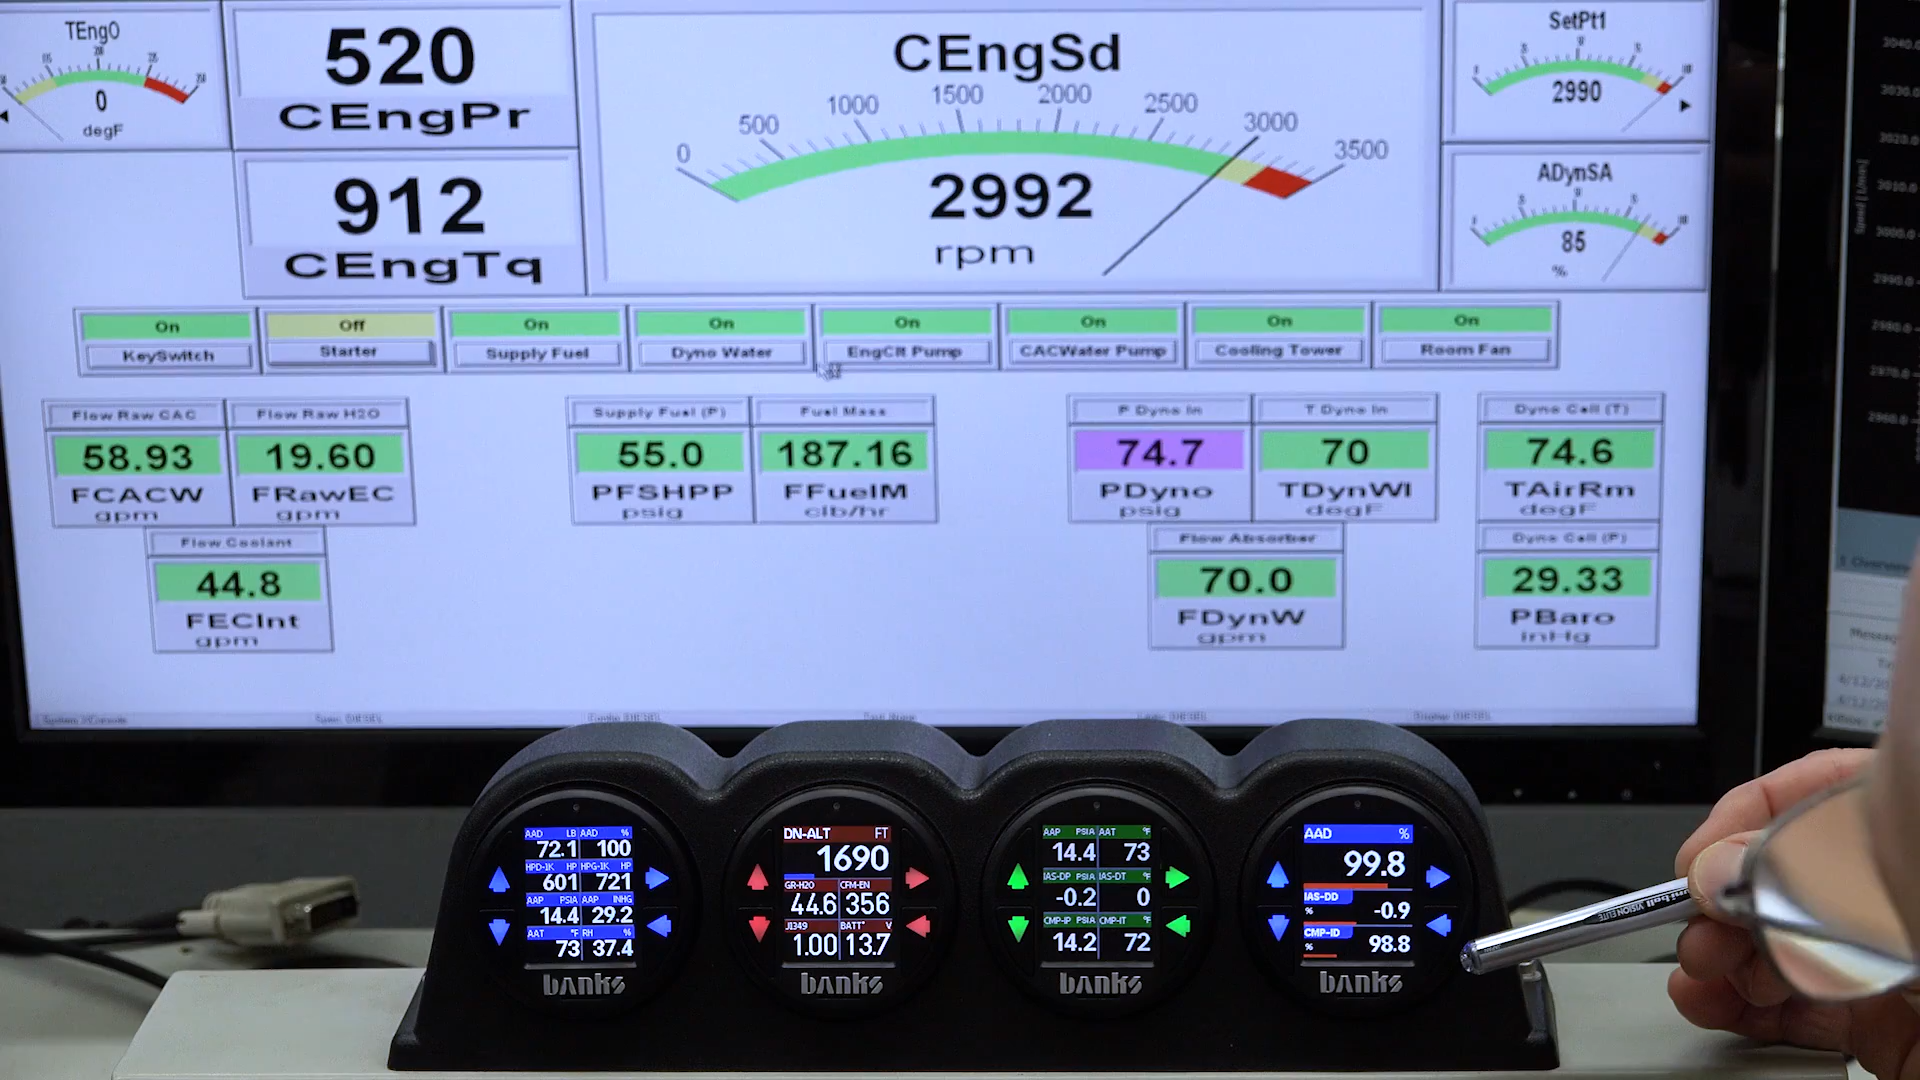 TEngO
0
degF
520
CEngPr
912
CEngTq
CEngSd
0 500 1000 1500 2000 2500 3000 3500
2992
rpm
SetPt1
2990
ADynSA
85
%
On Off On On On On On On
KeySwitch Starter Supply Fuel Dyno Water EngClt Pump CACWater Pump Cooling Tower Room Fan
Flow Raw CAC Flow Raw H2O Supply Fuel (P) Fuel Mass P Dyno In T Dyno In Dyno Cell (T)
58.93 19.60 55.0 187.16 74.7 70 74.6
FCACW FRawEC PFSHPP FFuelM PDyno TDynWI TAirRm
gpm gpm psig clb/hr psig degF degF
Flow Coolant Flow Absorber Dyno Cell (P)
44.8 70.0 29.33
FECInt FDynW PBaro
gpm gpm inHg
AAD LB AAD %
72.1 100
HPD-1K HP HPG-1K HP
601 721
AAP PSIA AAP INHG
14.4 29.2
AAT °F RH %
73 37.4
banks
DN-ALT FT
1690
GR-H2O CFM-EN
44.6 356
J1349 BATT V
1.00 13.7
banks
AAP PSIA AAT °F
14.4 73
IAS-DP PSIA IAS-DT °F
-0.2 0
CMP-IP PSIA CMP-IT °F
14.2 72
banks
AAD %
99.8
IAS-DD
% -0.9
CMP-ID
% 98.8
banks
VISION ELITE